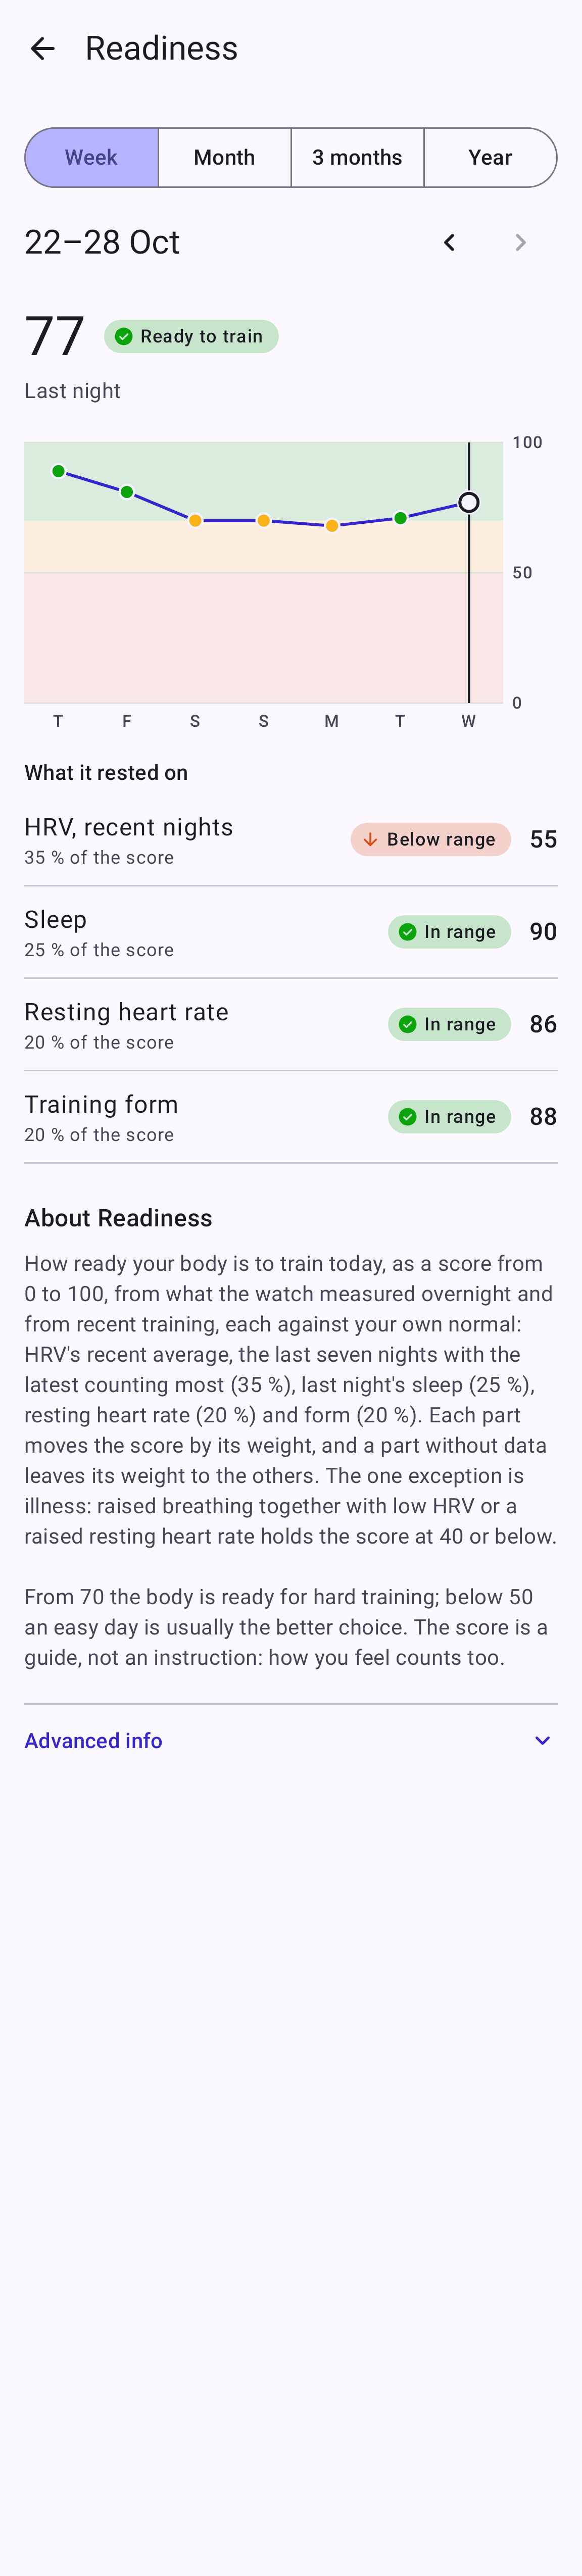 Readiness
Week
Month
3 months
Year
22–28 Oct
77
Ready to train
Last night
100
50
0
T F S S M T W
What it rested on
HRV, recent nights
35 % of the score
Below range
55
Sleep
25 % of the score
In range
90
Resting heart rate
20 % of the score
In range
86
Training form
20 % of the score
In range
88
About Readiness
How ready your body is to train today, as a score from
0 to 100, from what the watch measured overnight and
from recent training, each against your own normal:
HRV's recent average, the last seven nights with the
latest counting most (35 %), last night's sleep (25 %),
resting heart rate (20 %) and form (20 %). Each part
moves the score by its weight, and a part without data
leaves its weight to the others. The one exception is
illness: raised breathing together with low HRV or a
raised resting heart rate holds the score at 40 or below.
From 70 the body is ready for hard training; below 50
an easy day is usually the better choice. The score is a
guide, not an instruction: how you feel counts too.
Advanced info